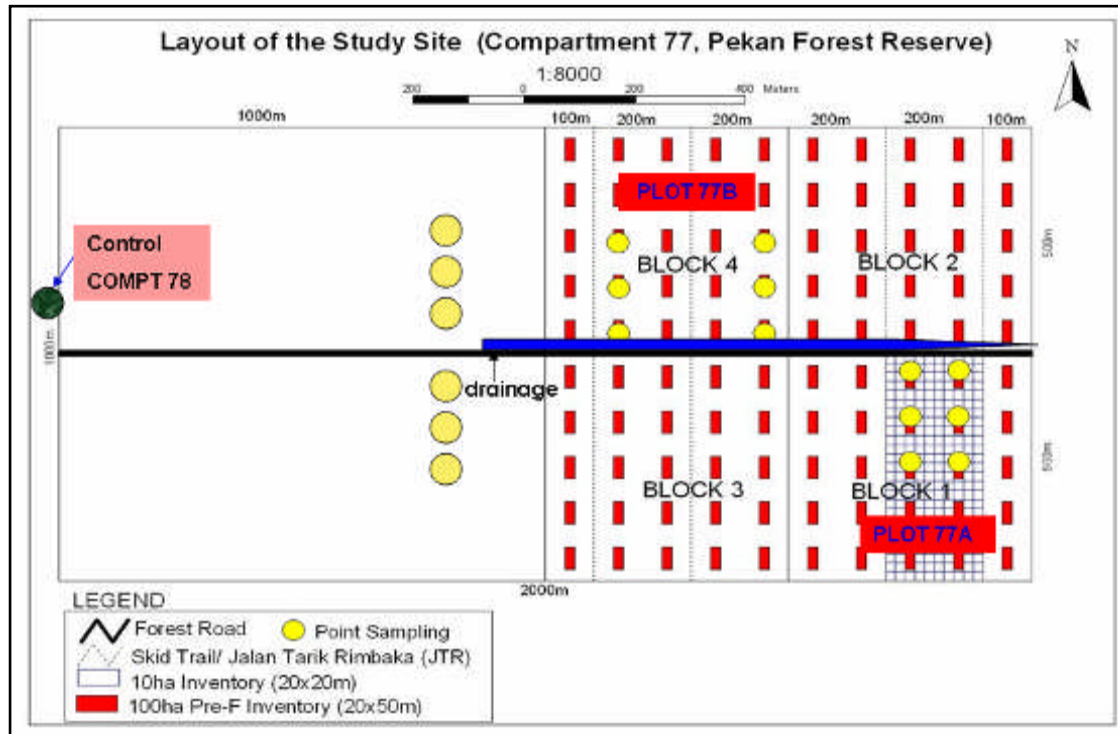 Layout of the Study Site (Compartment 77, Pekan Forest Reserve)
N
1:8000
200 0 200 400 Meters
1000m 100m 200m 200m 200m 200m 100m
PLOT 77B
Control
COMPT 78
BLOCK 4 BLOCK 2
500m
1000m
drainage
BLOCK 3 BLOCK 1
500m
PLOT 77A
2000m
LEGEND
Forest Road Point Sampling
Skid Trail/ Jalan Tarik Rimbaka (JTR)
10ha Inventory (20x20m)
100ha Pre-F Inventory (20x50m)